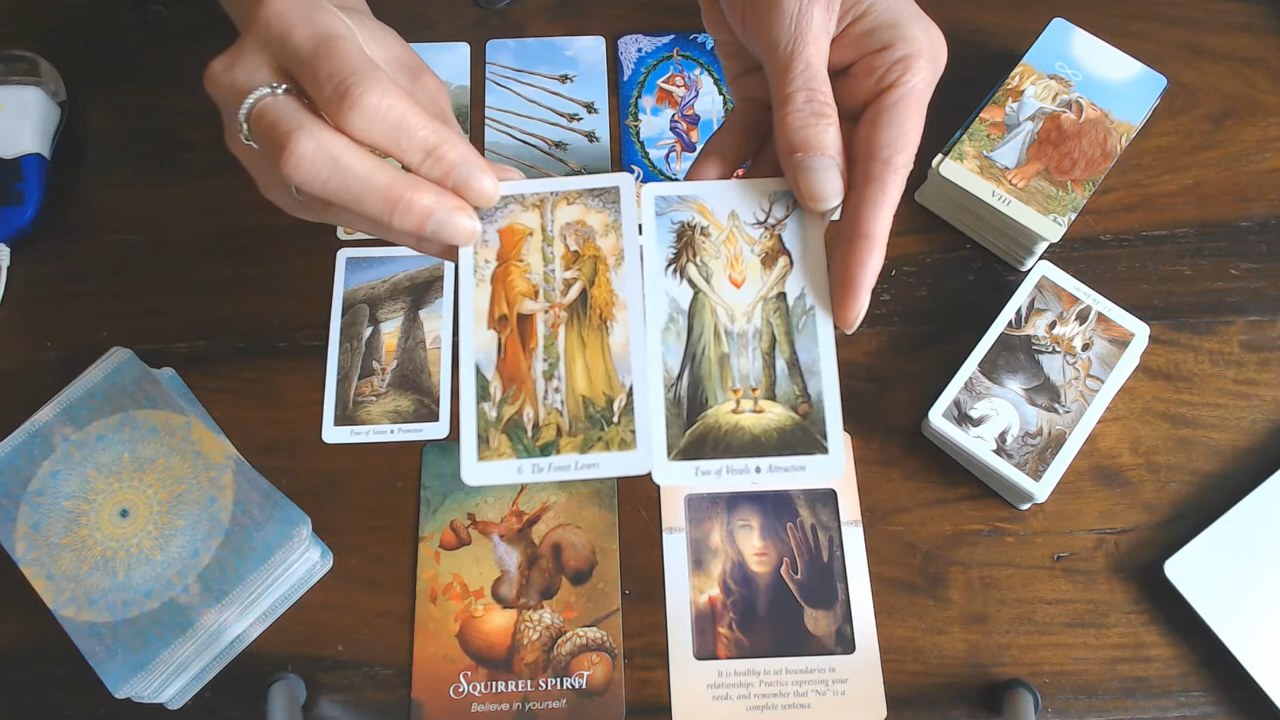 VIII
Four of Stones Protection
6 The Forest Lovers
Two of Vessels Attraction
SQUIRREL SPIRIT
Believe in yourself.
It is healthy to set boundaries in
relationships. Practice expressing your
needs, and remember that "No" is a
complete sentence.